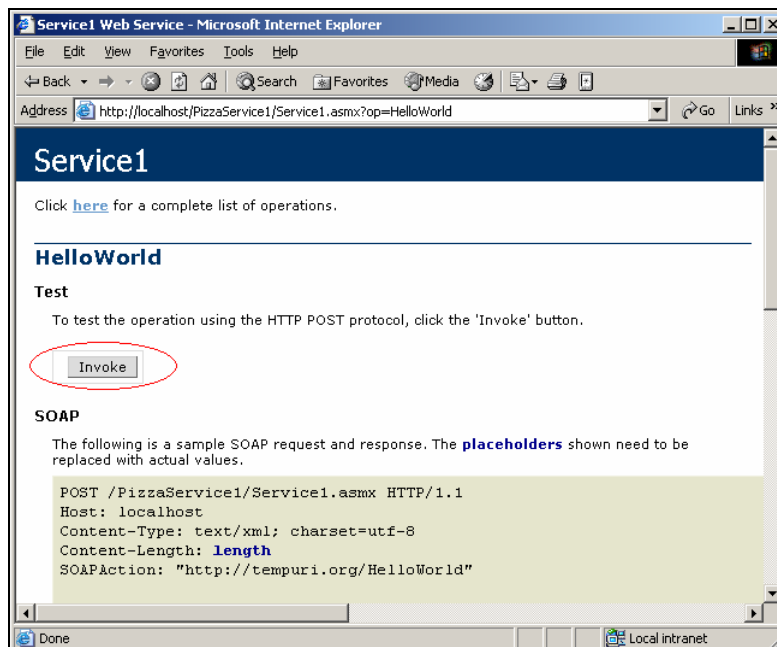 Service1 Web Service - Microsoft Internet Explorer
File Edit View Favorites Tools Help
Back Search Favorites Media
Address http://localhost/PizzaService1/Service1.asmx?op=HelloWorld Go Links »
Service1
Click here for a complete list of operations.
HelloWorld
Test
To test the operation using the HTTP POST protocol, click the 'Invoke' button.
Invoke
SOAP
The following is a sample SOAP request and response. The placeholders shown need to be
replaced with actual values.
POST /PizzaService1/Service1.asmx HTTP/1.1
Host: localhost
Content-Type: text/xml; charset=utf-8
Content-Length: length
SOAPAction: "http://tempuri.org/HelloWorld"
Done Local intranet